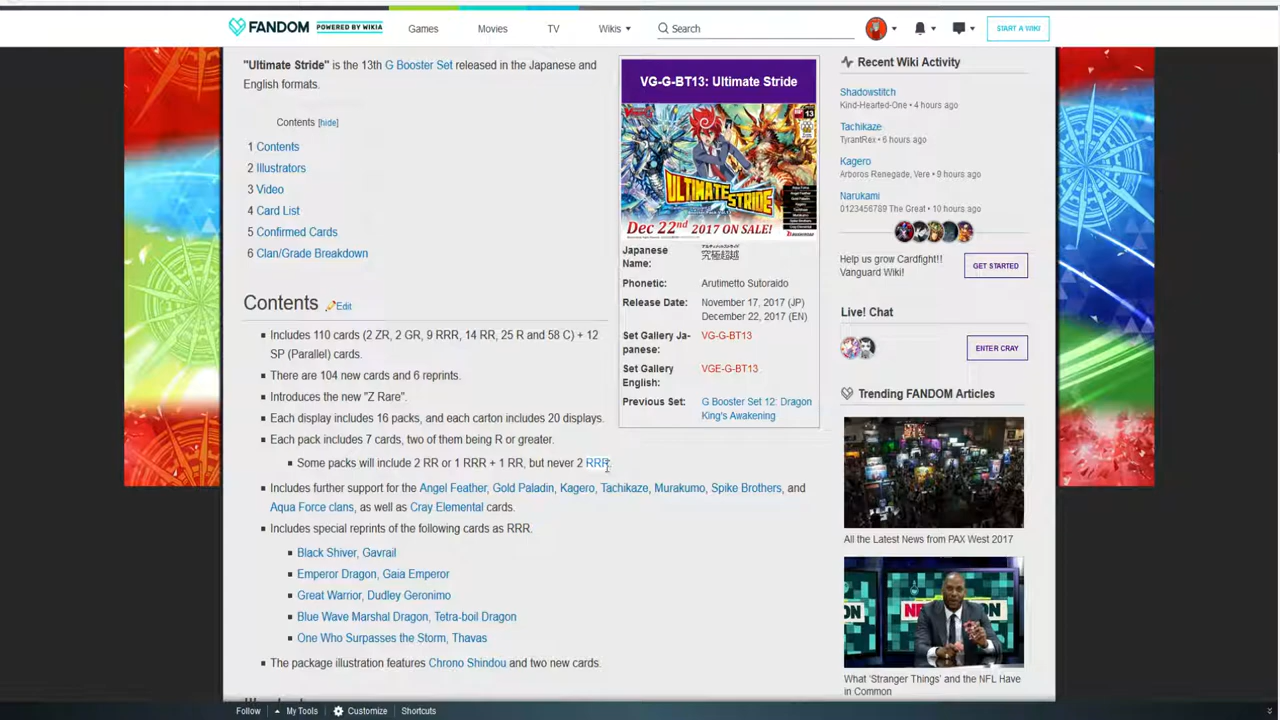 FANDOM POWERED BY WIKIA Games Movies TV Wikis Search START A WIKI
"Ultimate Stride" is the 13th G Booster Set released in the Japanese and
English formats.
Contents [hide]
1 Contents
2 Illustrators
3 Video
4 Card List
5 Confirmed Cards
6 Clan/Grade Breakdown
Contents Edit
Includes 110 cards (2 ZR, 2 GR, 9 RRR, 14 RR, 25 R and 58 C) + 12
SP (Parallel) cards.
There are 104 new cards and 6 reprints.
Introduces the new "Z Rare".
Each display includes 16 packs, and each carton includes 20 displays.
Each pack includes 7 cards, two of them being R or greater.
Some packs will include 2 RR or 1 RRR + 1 RR, but never 2 RRR.
Includes further support for the Angel Feather, Gold Paladin, Kagero, Tachikaze, Murakumo, Spike Brothers, and
Aqua Force clans, as well as Cray Elemental cards.
Includes special reprints of the following cards as RRR.
Black Shiver, Gavrail
Emperor Dragon, Gaia Emperor
Great Warrior, Dudley Geronimo
Blue Wave Marshal Dragon, Tetra-boil Dragon
One Who Surpasses the Storm, Thavas
The package illustration features Chrono Shindou and two new cards.
VG-G-BT13: Ultimate Stride
13
ULTIMATE STRIDE
Dec 22nd 2017 ON SALE!
Japanese
Name:
究極超越
Phonetic: Arutimetto Sutoraido
Release Date: November 17, 2017 (JP)
December 22, 2017 (EN)
Set Gallery Ja-
panese:
VG-G-BT13
Set Gallery
English:
VGE-G-BT13
Previous Set: G Booster Set 12: Dragon
King's Awakening
Recent Wiki Activity
Shadowstitch
Kind-Hearted-One • 4 hours ago
Tachikaze
TyrantRex • 6 hours ago
Kagero
Arboros Renegade, Vere • 9 hours ago
Narukami
0123456789 The Great • 10 hours ago
Help us grow Cardfight!!
Vanguard Wiki!
GET STARTED
Live! Chat
ENTER CRAY
Trending FANDOM Articles
All the Latest News from PAX West 2017
What 'Stranger Things' and the NFL Have
in Common
Follow My Tools Customize Shortcuts